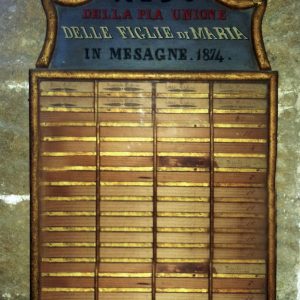 DELLA PIA UNIONE
DELLE FIGLIE DI MARIA
IN MESAGNE. 1874.